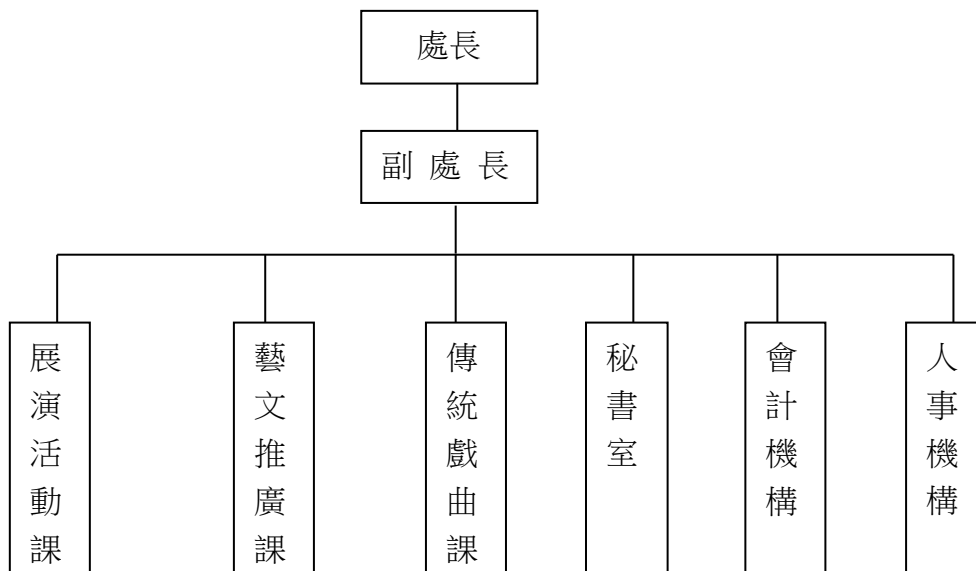 處長
副處長
展演活動課
藝文推廣課
傳統戲曲課
秘書室
會計機構
人事機構